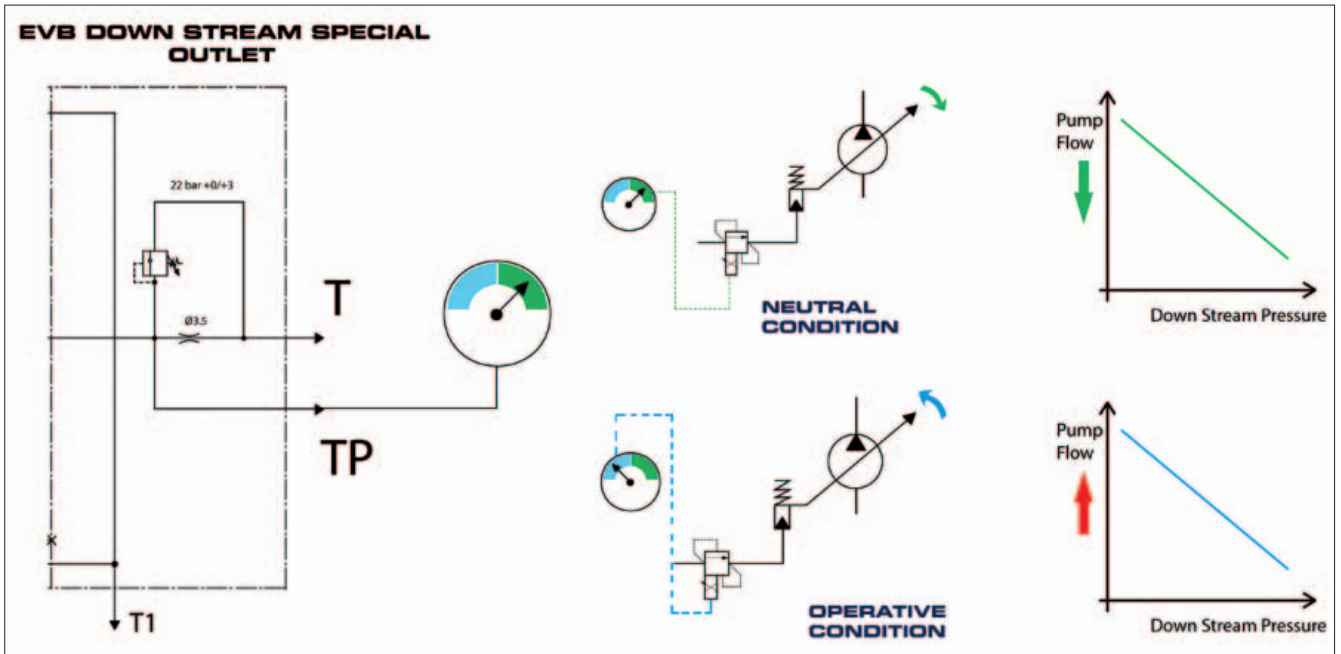 EVB DOWN STREAM SPECIAL
OUTLET
22 bar +0/+3
Ø3.5
T
TP
T1
NEUTRAL
CONDITION
Pump
Flow
Down Stream Pressure
OPERATIVE
CONDITION
Pump
Flow
Down Stream Pressure